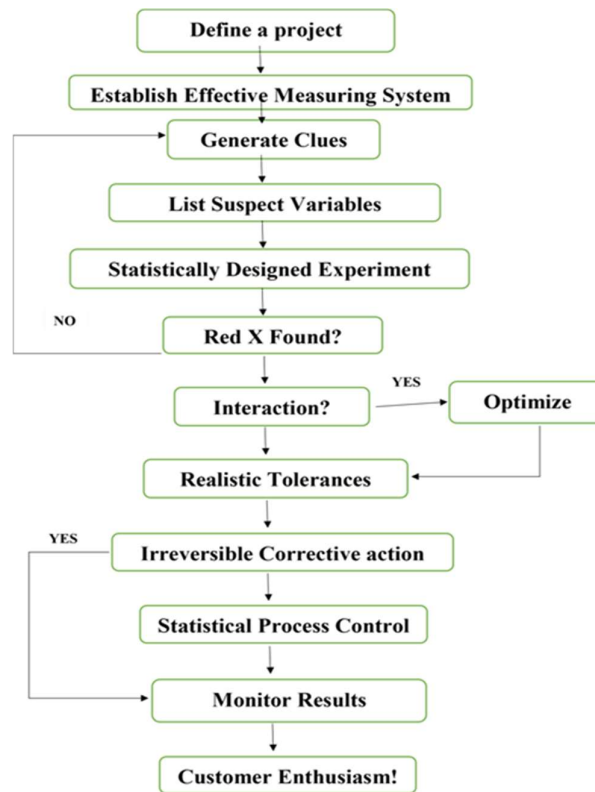 Define a project
Establish Effective Measuring System
Generate Clues
List Suspect Variables
Statistically Designed Experiment
NO
Red X Found?
YES
Interaction?
Optimize
Realistic Tolerances
YES
Irreversible Corrective action
Statistical Process Control
Monitor Results
Customer Enthusiasm!